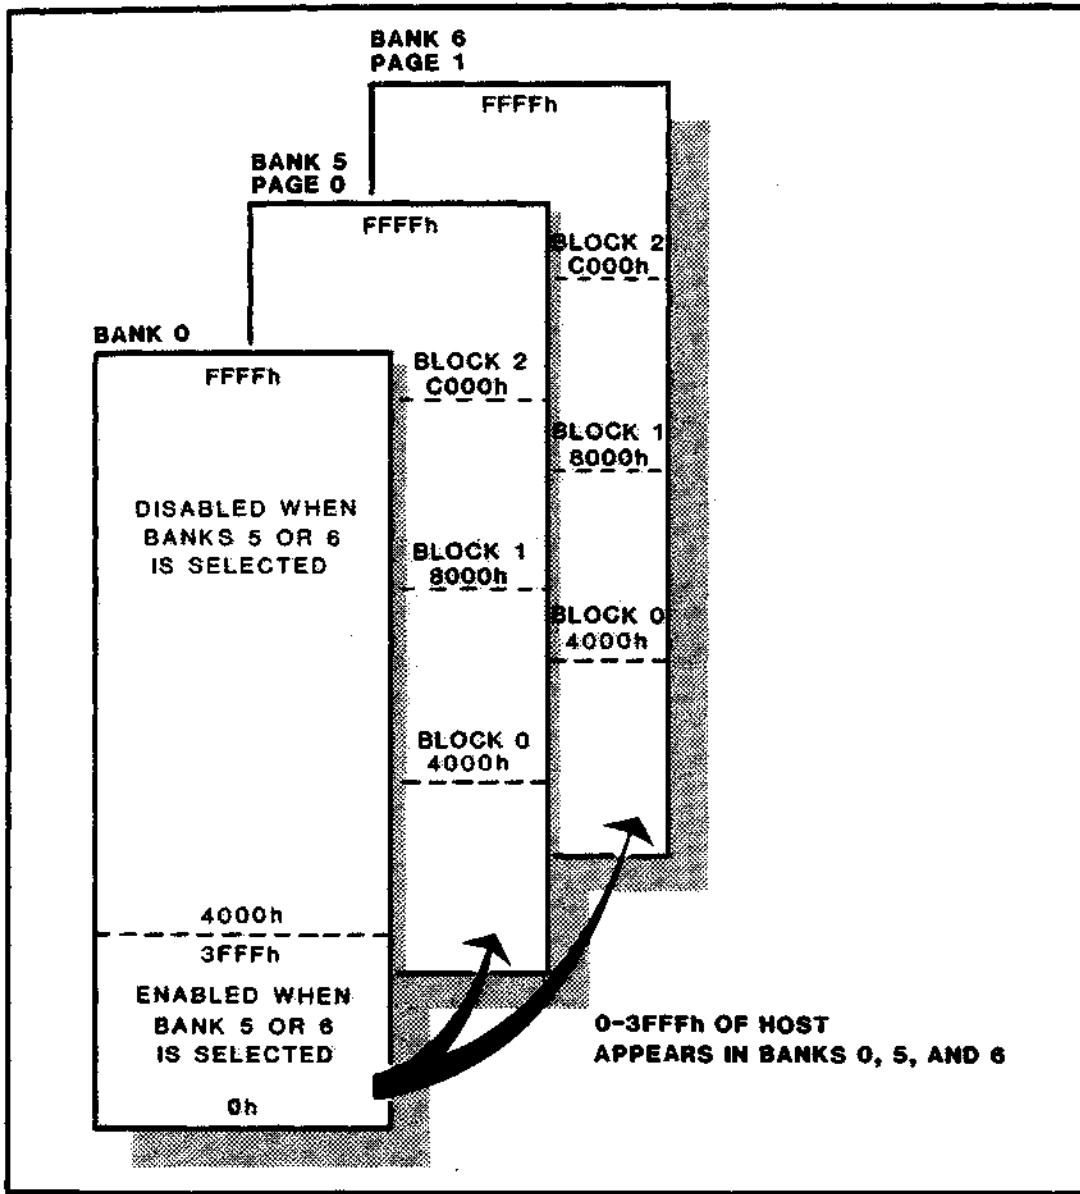 BANK 6
PAGE 1
FFFFh
BANK 5
PAGE 0
FFFFh
BLOCK 2
C000h
BANK 0
FFFFh
BLOCK 2
C000h
BLOCK 1
8000h
DISABLED WHEN
BANKS 5 OR 6
IS SELECTED
BLOCK 1
8000h
BLOCK 0
4000h
BLOCK 0
4000h
4000h
3FFFh
ENABLED WHEN
BANK 5 OR 6
IS SELECTED
0h
0-3FFFh OF HOST
APPEARS IN BANKS 0, 5, AND 6